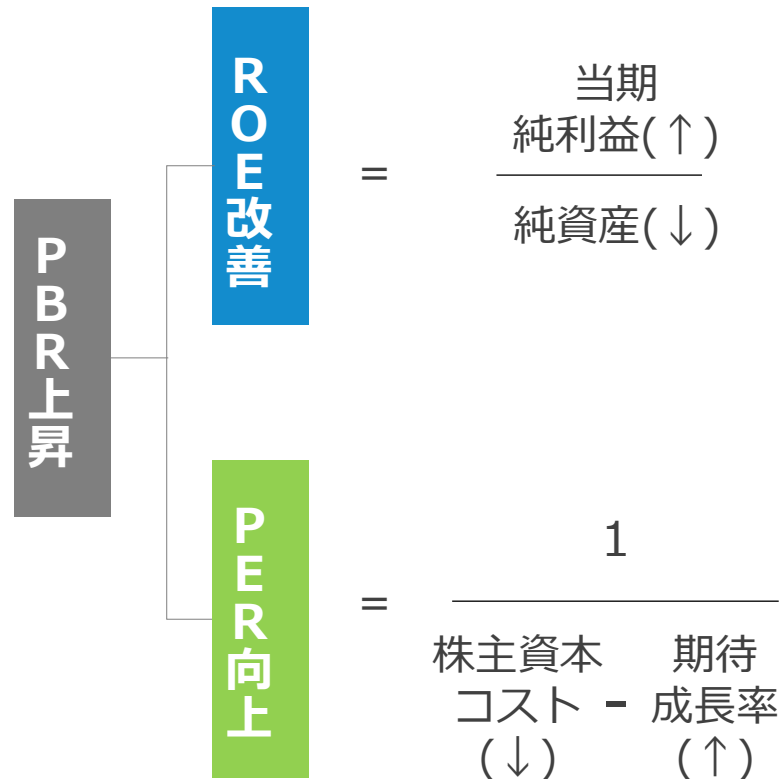 PBR上昇
ROE改善
=
当期
純利益(↑)
純資産(↓)
PER向上
=
1
株主資本 期待
コスト - 成長率
(↓) (↑)